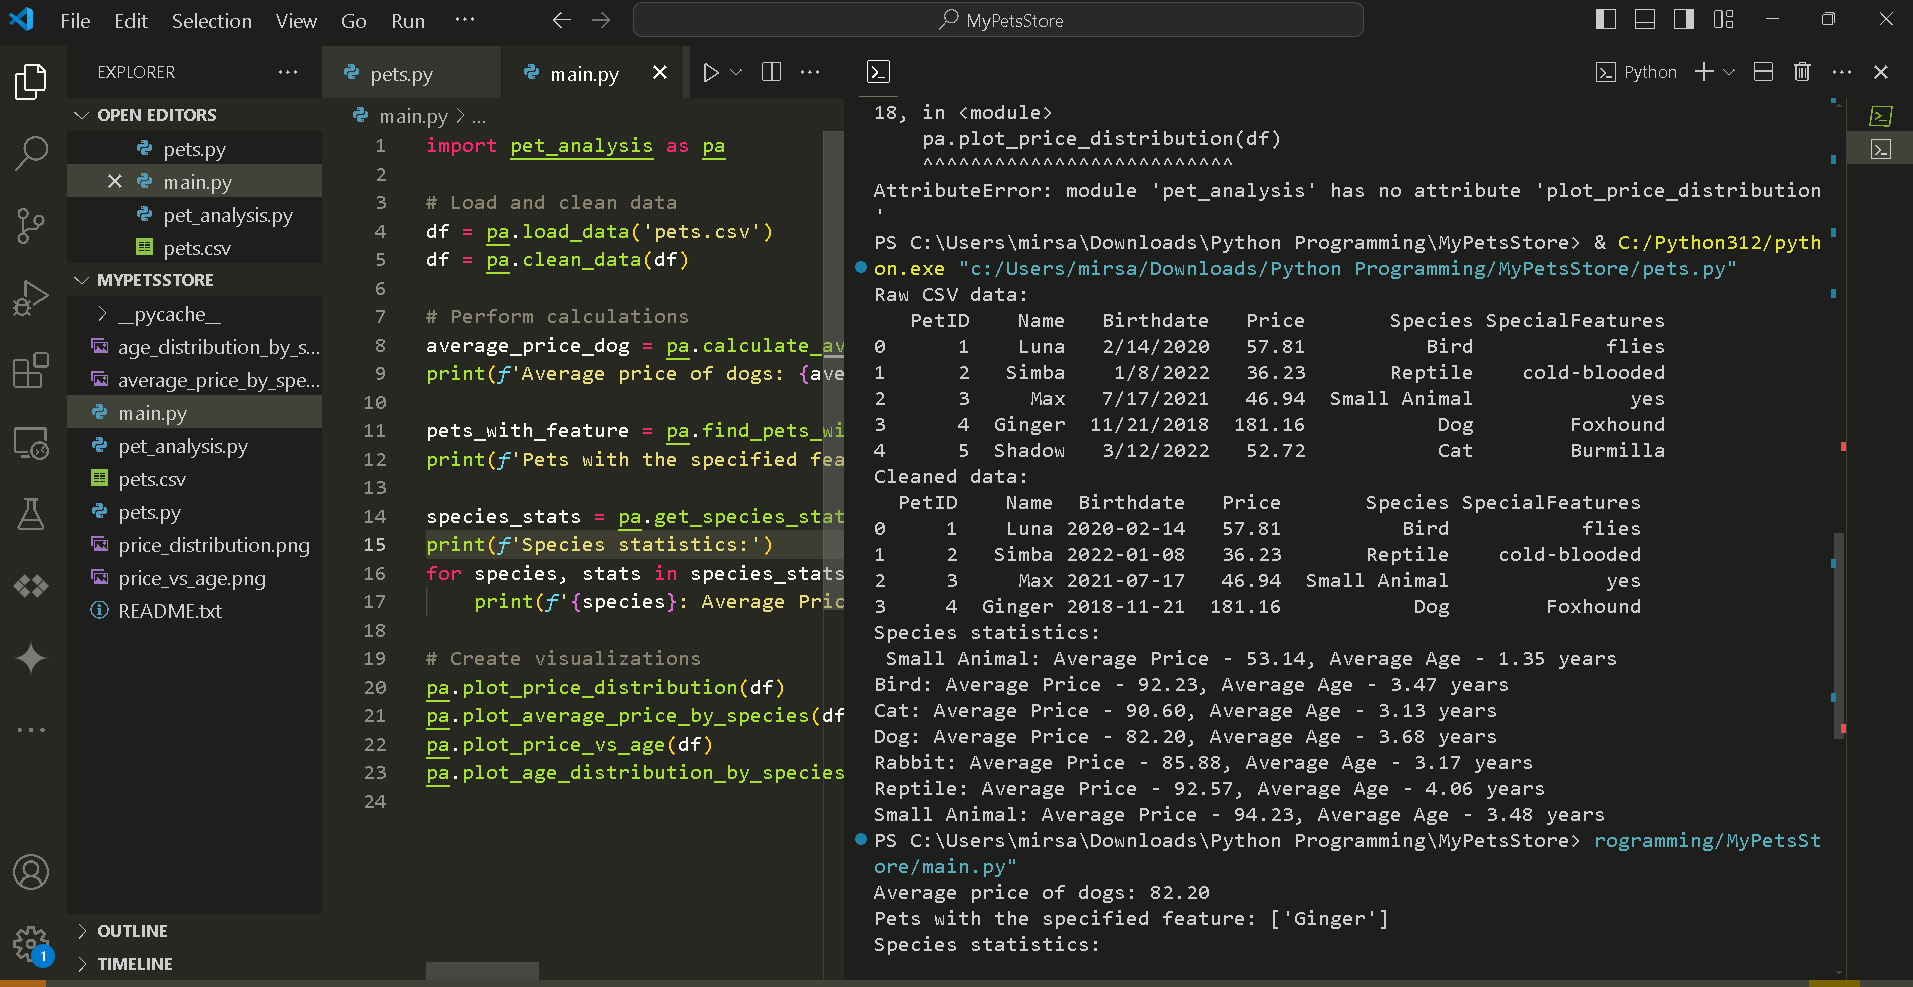 File Edit Selection View Go Run ··· MyPetsStore
EXPLORER ···
OPEN EDITORS
pets.py
main.py
pet_analysis.py
pets.csv
MYPETSSTORE
__pycache__
age_distribution_by_s...
average_price_by_spe...
main.py
pet_analysis.py
pets.csv
pets.py
price_distribution.png
price_vs_age.png
README.txt
OUTLINE
TIMELINE
1
pets.py main.py
main.py > ...
1 import pet_analysis as pa
2
3 # Load and clean data
4 df = pa.load_data('pets.csv')
5 df = pa.clean_data(df)
6
7 # Perform calculations
8 average_price_dog = pa.calculate_av
9 print(f'Average price of dogs: {ave
10
11 pets_with_feature = pa.find_pets_wi
12 print(f'Pets with the specified fea
13
14 species_stats = pa.get_species_stat
15 print(f'Species statistics:')
16 for species, stats in species_stats
17 print(f'{species}: Average Pric
18
19 # Create visualizations
20 pa.plot_price_distribution(df)
21 pa.plot_average_price_by_species(df
22 pa.plot_price_vs_age(df)
23 pa.plot_age_distribution_by_species
24
Python
18, in <module>
pa.plot_price_distribution(df)
^^^^^^^^^^^^^^^^^^^^^^^^^^
AttributeError: module 'pet_analysis' has no attribute 'plot_price_distribution
'
PS C:\Users\mirsa\Downloads\Python Programming\MyPetsStore> & C:/Python312/pyth
on.exe "c:/Users/mirsa/Downloads/Python Programming/MyPetsStore/pets.py"
Raw CSV data:
PetID Name Birthdate Price Species SpecialFeatures
0 1 Luna 2/14/2020 57.81 Bird flies
1 2 Simba 1/8/2022 36.23 Reptile cold-blooded
2 3 Max 7/17/2021 46.94 Small Animal yes
3 4 Ginger 11/21/2018 181.16 Dog Foxhound
4 5 Shadow 3/12/2022 52.72 Cat Burmilla
Cleaned data:
PetID Name Birthdate Price Species SpecialFeatures
0 1 Luna 2020-02-14 57.81 Bird flies
1 2 Simba 2022-01-08 36.23 Reptile cold-blooded
2 3 Max 2021-07-17 46.94 Small Animal yes
3 4 Ginger 2018-11-21 181.16 Dog Foxhound
Species statistics:
Small Animal: Average Price - 53.14, Average Age - 1.35 years
Bird: Average Price - 92.23, Average Age - 3.47 years
Cat: Average Price - 90.60, Average Age - 3.13 years
Dog: Average Price - 82.20, Average Age - 3.68 years
Rabbit: Average Price - 85.88, Average Age - 3.17 years
Reptile: Average Price - 92.57, Average Age - 4.06 years
Small Animal: Average Price - 94.23, Average Age - 3.48 years
PS C:\Users\mirsa\Downloads\Python Programming\MyPetsStore> rogramming/MyPetsSt
ore/main.py"
Average price of dogs: 82.20
Pets with the specified feature: ['Ginger']
Species statistics: